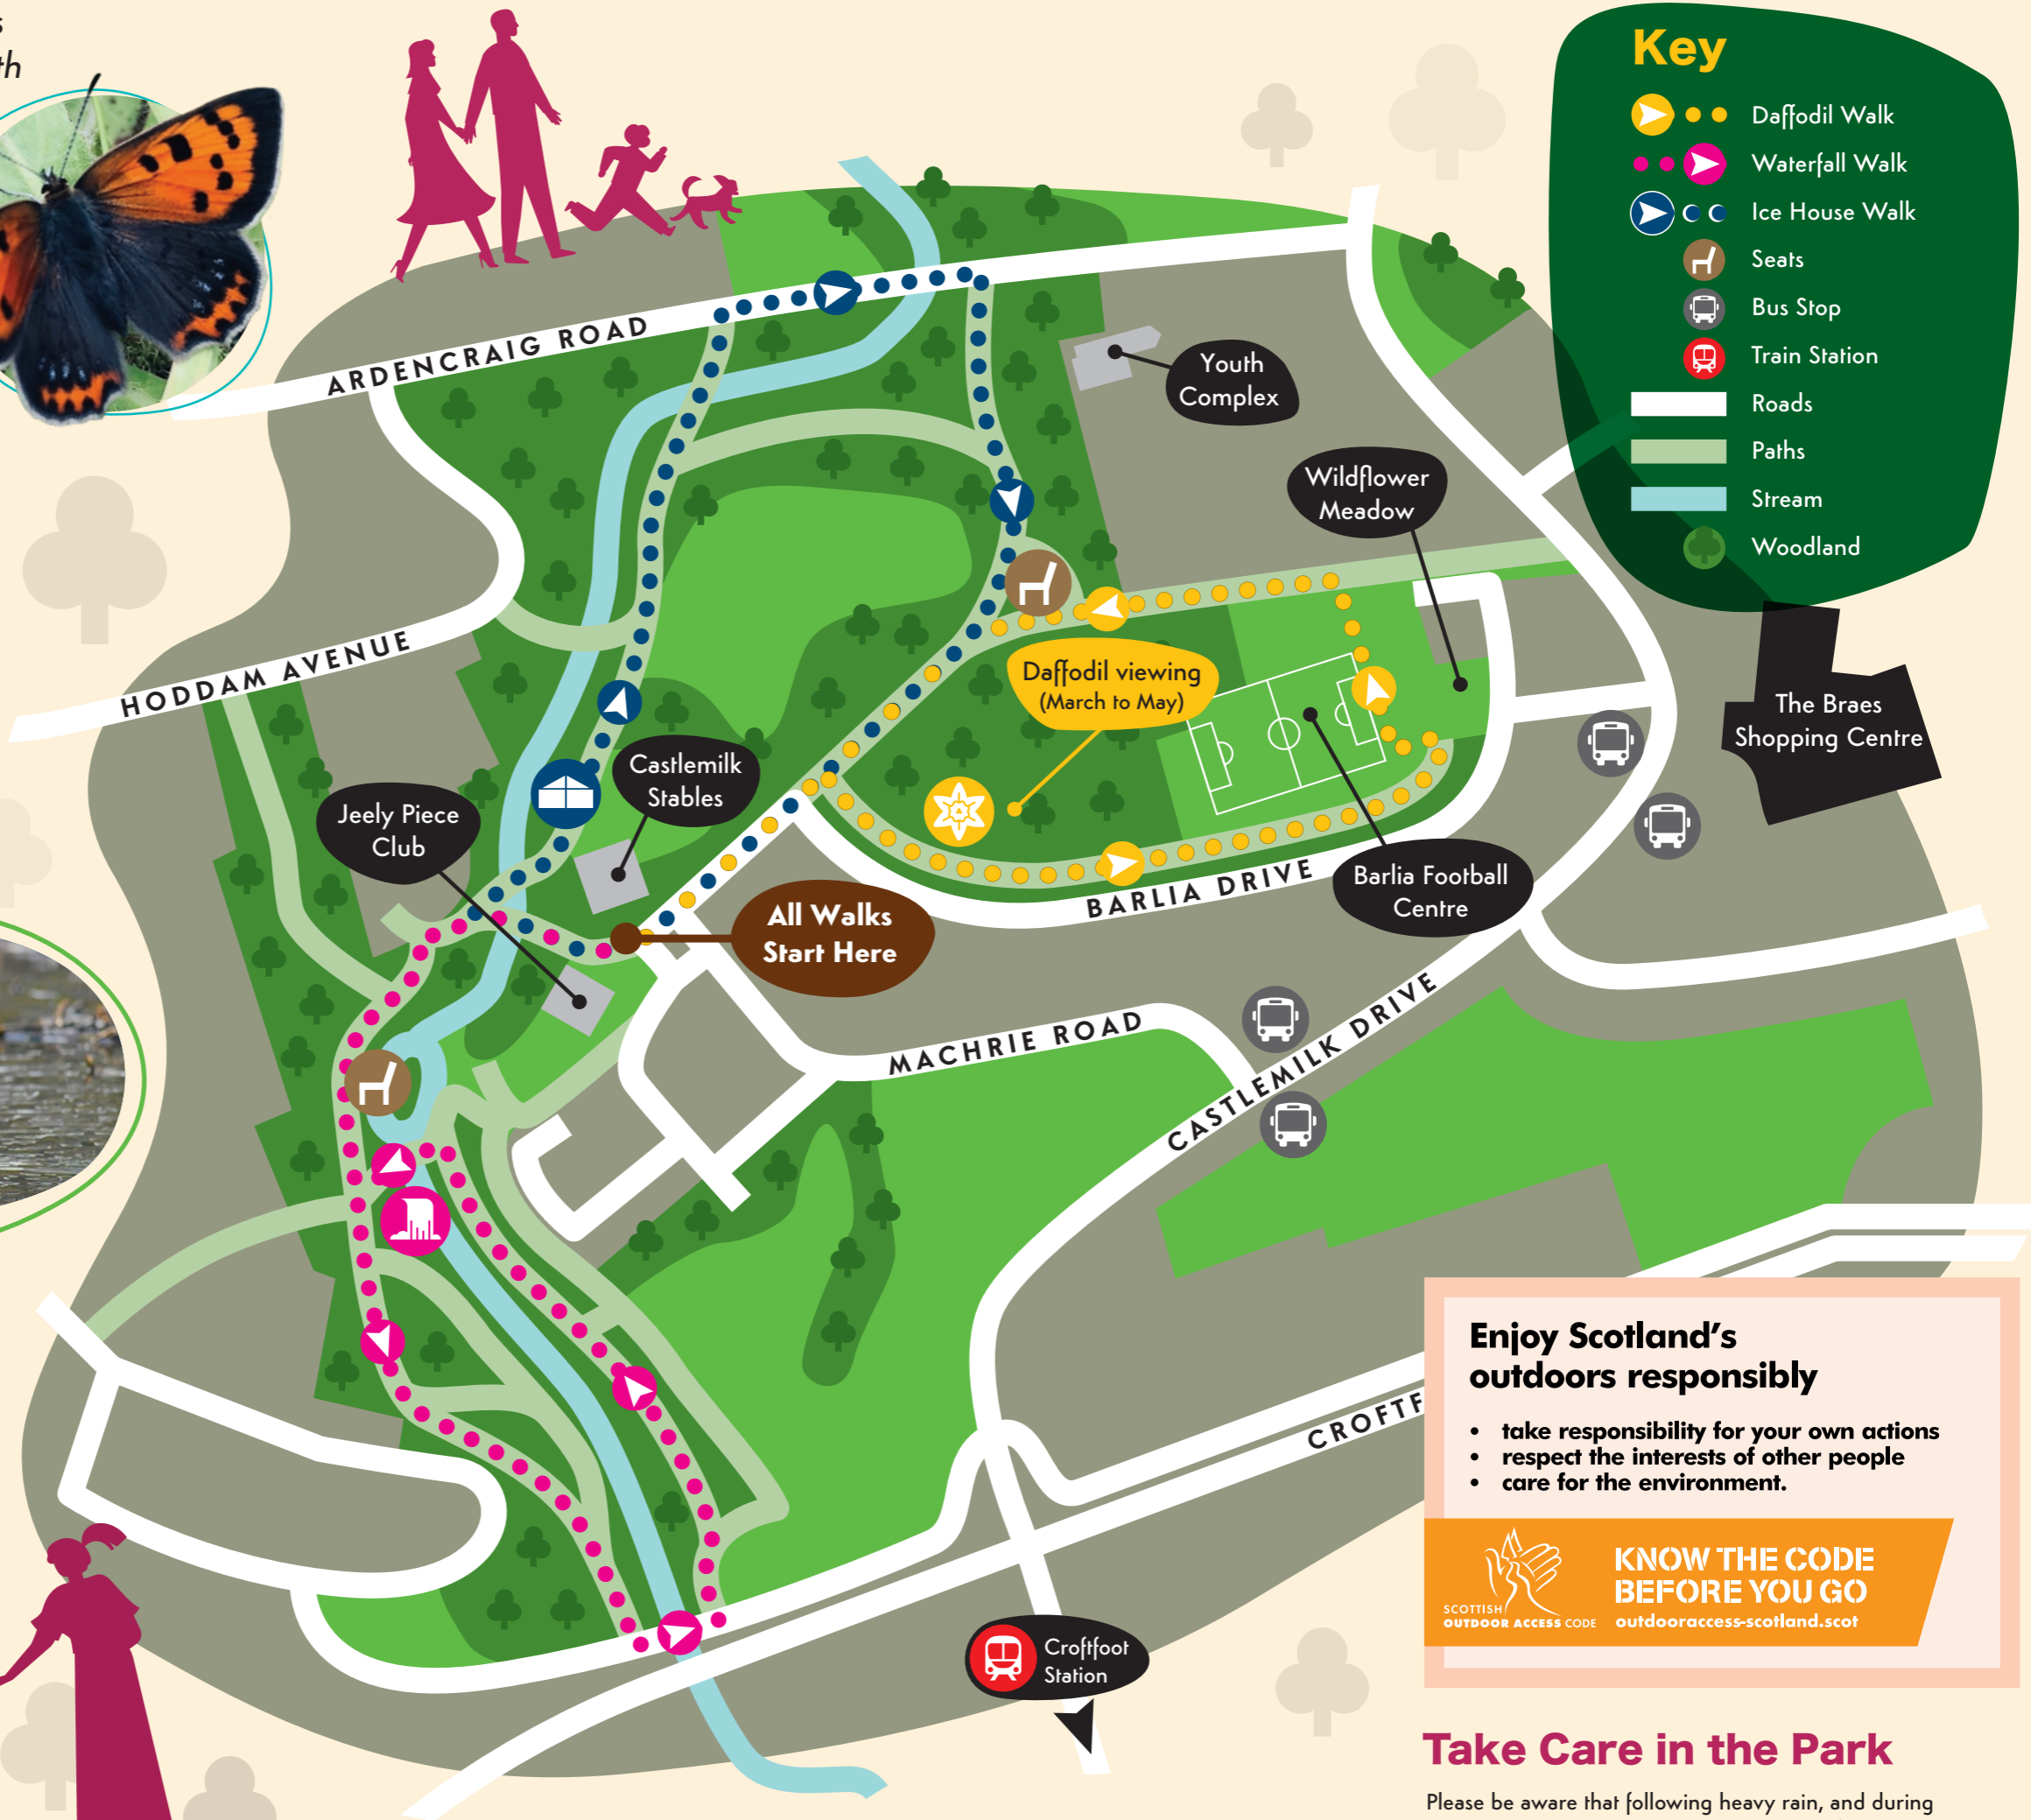 Key
Daffodil Walk
Waterfall Walk
Ice House Walk
Seats
Bus Stop
Train Station
Roads
Paths
Stream
Woodland
ARDENCRAIG ROAD
Youth
Complex
Wildflower
Meadow
HODDAM AVENUE
Daffodil viewing
(March to May)
The Braes
Shopping Centre
Castlemilk
Stables
Jeely Piece
Club
All Walks
Start Here
BARLIA DRIVE
Barlia Football
Centre
MACHRIE ROAD
CASTLEMILK DRIVE
CROFTF
Croftfoot
Station
Enjoy Scotland's
outdoors responsibly
• take responsibility for your own actions
• respect the interests of other people
• care for the environment.
SCOTTISH
OUTDOOR ACCESS CODE
KNOW THE CODE
BEFORE YOU GO
outdooraccess-scotland.scot
Take Care in the Park
Please be aware that following heavy rain, and during